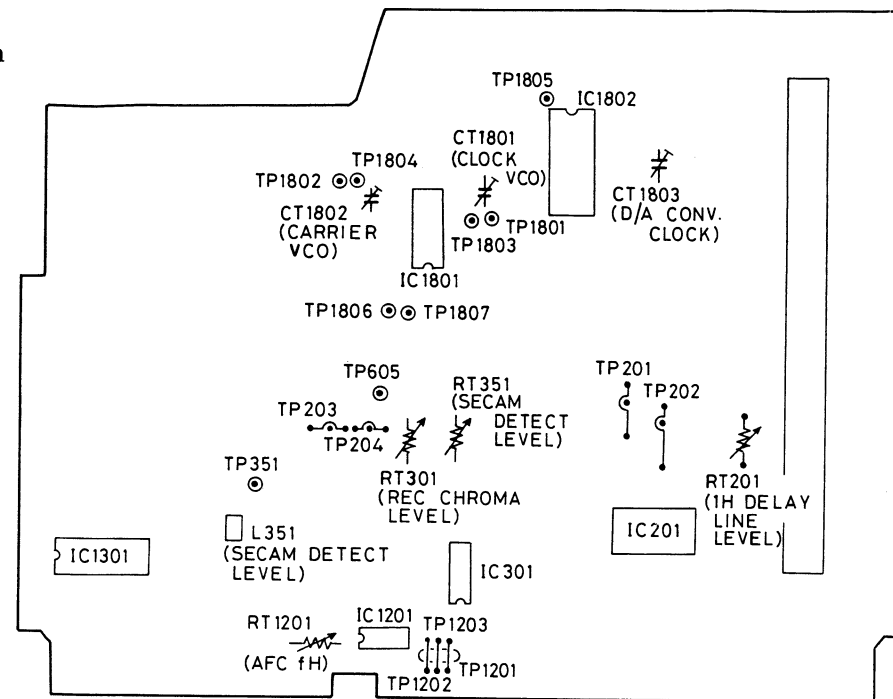 TP1805
IC1802
CT1801
(CLOCK
VCO)
TP1804
TP1802
CT1802
(CARRIER
VCO)
CT1803
(D/A CONV.
CLOCK)
TP1801
TP1803
IC1801
TP1806
TP1807
TP605
RT351
(SECAM
DETECT
LEVEL)
TP201
TP202
TP203
TP204
TP351
RT301
(REC CHROMA
LEVEL)
RT201
(1H DELAY
LINE
LEVEL)
L351
(SECAM DETECT
LEVEL)
IC201
IC1301
IC301
RT1201
(AFC fH)
IC1201
TP1203
TP1201
TP1202